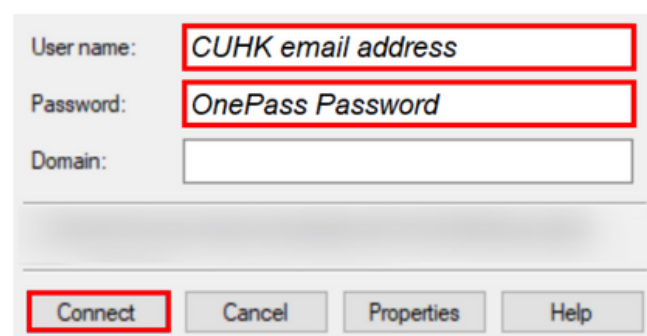 User name: CUHK email address
Password: OnePass Password
Domain:
Connect Cancel Properties Help